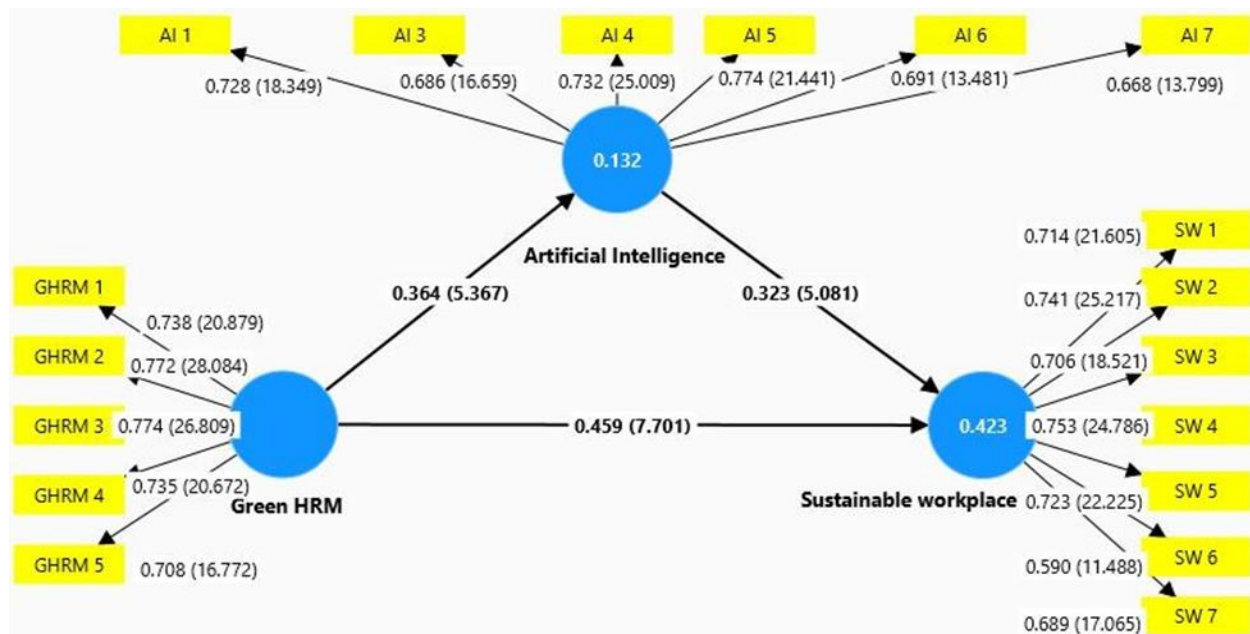 AI 1
AI 3
AI 4
AI 5
AI 6
AI 7
0.728 (18.349)
0.686 (16.659)
0.732 (25.009)
0.774 (21.441)
0.691 (13.481)
0.668 (13.799)
0.132
Artificial Intelligence
0.364 (5.367)
0.323 (5.081)
GHRM 1
0.738 (20.879)
GHRM 2
0.772 (28.084)
GHRM 3
0.774 (26.809)
GHRM 4
0.735 (20.672)
GHRM 5
0.708 (16.772)
Green HRM
0.459 (7.701)
0.423
Sustainable workplace
0.714 (21.605)
SW 1
0.741 (25.217)
SW 2
0.706 (18.521)
SW 3
0.753 (24.786)
SW 4
0.723 (22.225)
SW 5
0.590 (11.488)
SW 6
0.689 (17.065)
SW 7